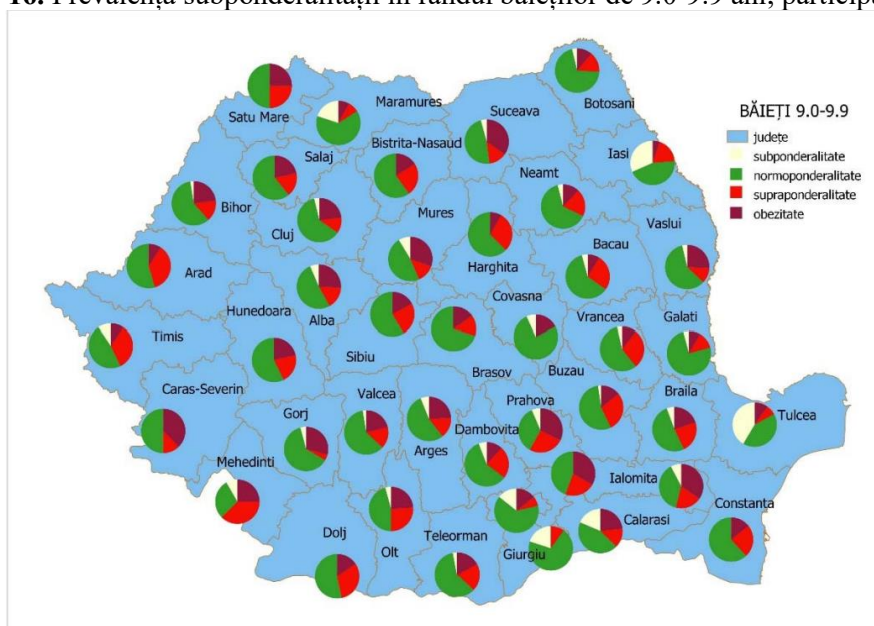 16. Prevalența subponderalității în rândul băieților de 9.0-9.9 ani, participa
BĂIEȚI 9.0-9.9
județe
subponderalitate
normoponderalitate
supraponderalitate
obezitate
Satu Mare
Maramures
Suceava
Botosani
Salaj
Bistrita-Nasaud
Iasi
Neamt
Bihor
Cluj
Mures
Vaslui
Harghita
Bacau
Arad
Hunedoara
Alba
Covasna
Timis
Sibiu
Vrancea
Galati
Brasov
Buzau
Caras-Severin
Valcea
Gorj
Prahova
Braila
Tulcea
Arges
Dambovita
Mehedinti
Ialomita
Constanta
Calarasi
Dolj
Olt
Teleorman
Giurgiu